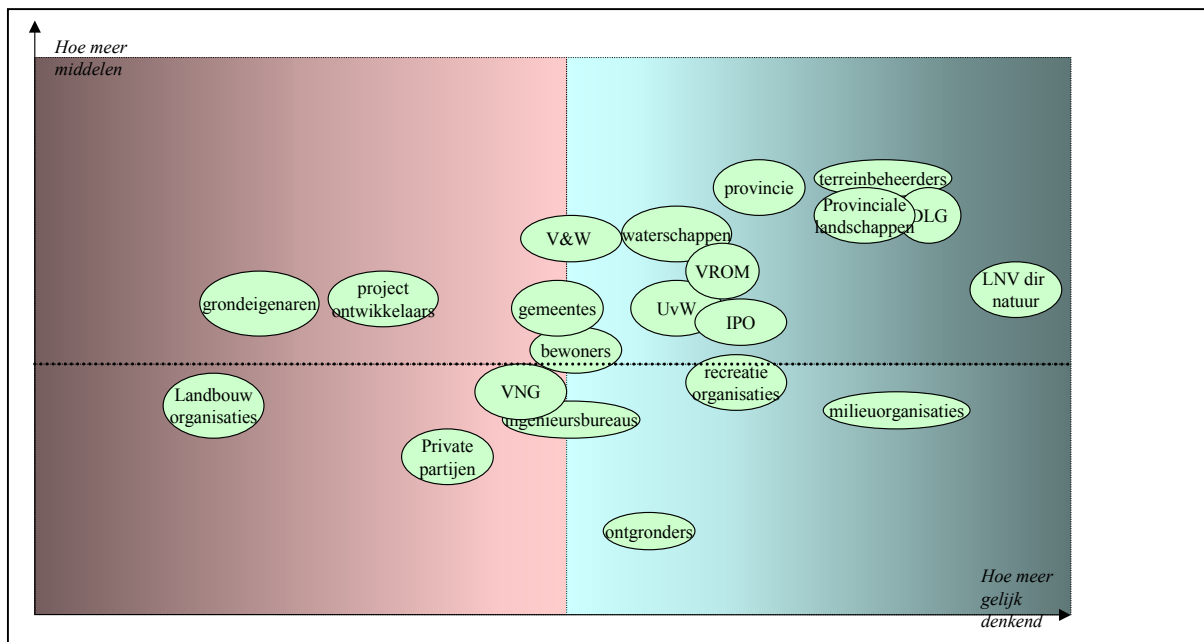 Hoe meer
middelen
terreinbeheerders
provincie
Provinciale
landschappen
DLG
V&W
waterschappen
VROM
LNV dir
natuur
grondeigenaren
project
ontwikkelaars
gemeentes
UvW
IPO
bewoners
recreatie
organisaties
Landbouw
organisaties
VNG
ingenieursbureaus
milieuorganisaties
Private
partijen
ontgronders
Hoe meer
gelijk
denkend